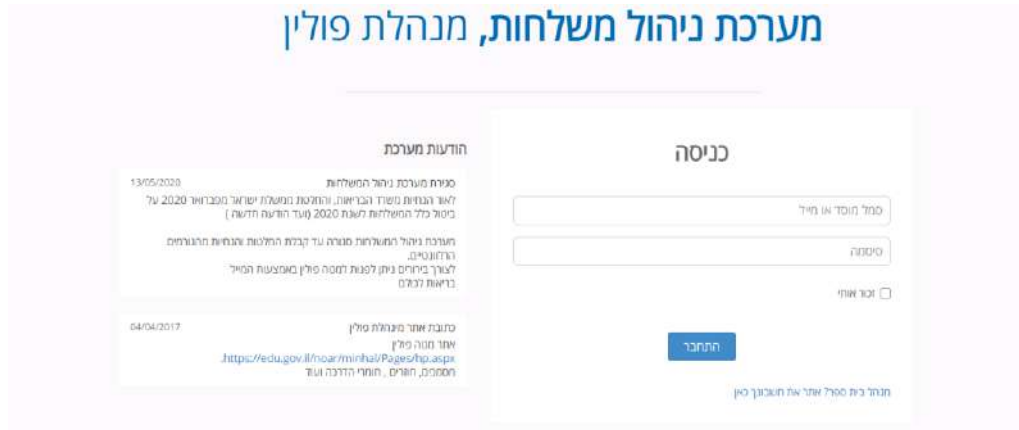 מערכת ניהול משלחות, מנהלת פולין
כניסה
סמל מוסד או מייל
סיסמה
זכור אותי
התחבר
מנהל בית ספר? אתר את חשבונך כאן
הודעות מערכת
סגירת מערכת ניהול המשלחות 13/05/2020
לאור הנחיות משרד הבריאות, והחלטת ממשלת ישראל מפברואר 2020 על
ביטול כלל המשלחות לשנת 2020 (ועד הודעה חדשה )
מערכת ניהול המשלחות סגורה עד קבלת החלטות והנחיות מהגורמים
הרלוונטיים.
לצורך בירורים ניתן לפנות למטה פולין באמצעות המייל
בריאות לכולם
כתובת אתר מינהלת פולין 04/04/2017
אתר מטה פולין
https://edu.gov.il/noar/minhal/Pages/hp.aspx.
מסמכים, חוזרים , חומרי הדרכה ועוד